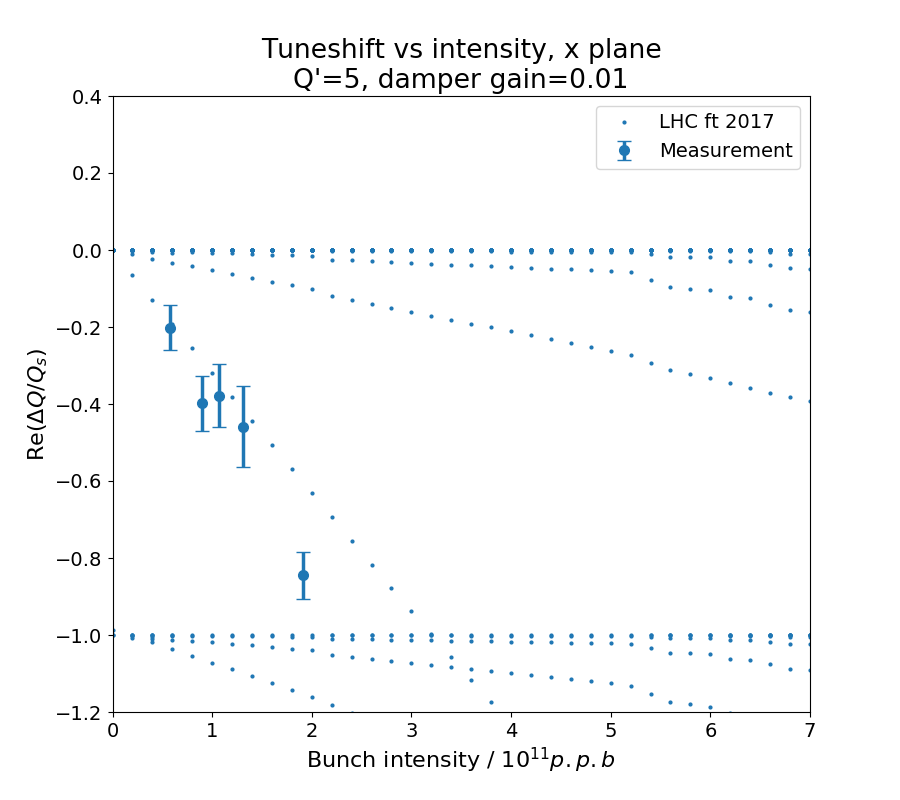 Tuneshift vs intensity, x plane
Q'=5, damper gain=0.01
LHC ft 2017
Measurement
0.4
0.2
0.0
−0.2
−0.4
−0.6
−0.8
−1.0
−1.2
Re(ΔQ/Qₛ)
0 1 2 3 4 5 6 7
Bunch intensity / 10¹¹p.p.b